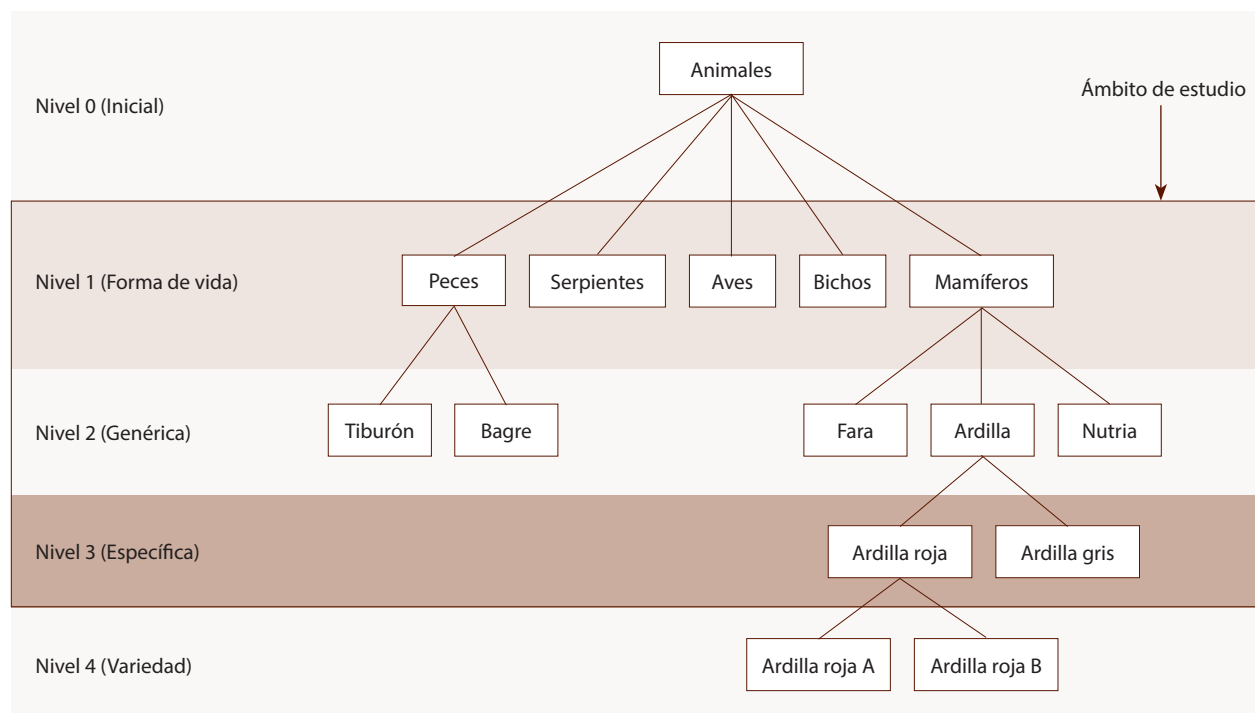 Animales
Ámbito de estudio
Nivel 0 (Inicial)
Nivel 1 (Forma de vida)
Peces
Serpientes
Aves
Bichos
Mamíferos
Nivel 2 (Genérica)
Tiburón
Bagre
Fara
Ardilla
Nutria
Nivel 3 (Específica)
Ardilla roja
Ardilla gris
Nivel 4 (Variedad)
Ardilla roja A
Ardilla roja B